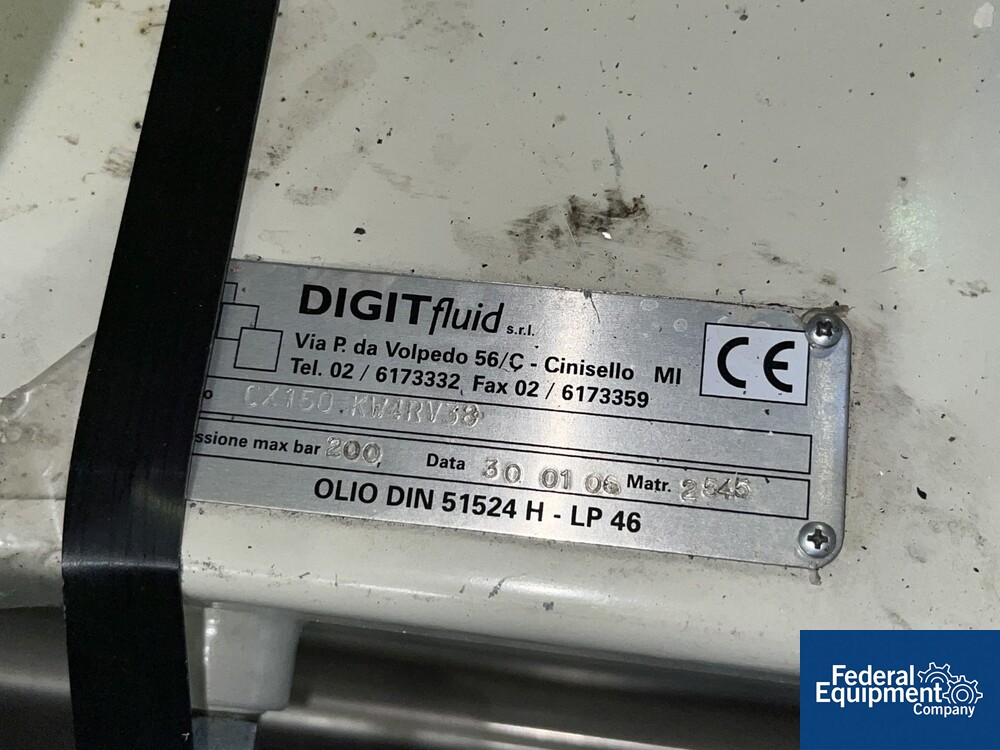 DIGITfluid s.r.l.
Via P. da Volpedo 56/C - Cinisello MI
Tel. 02 / 6173332 Fax 02 / 6173359
CE
o CX150 KW4RV38
ssione max bar 200 Data 30 01 06 Matr. 2545
OLIO DIN 51524 H - LP 46
Federal
Equipment
Company